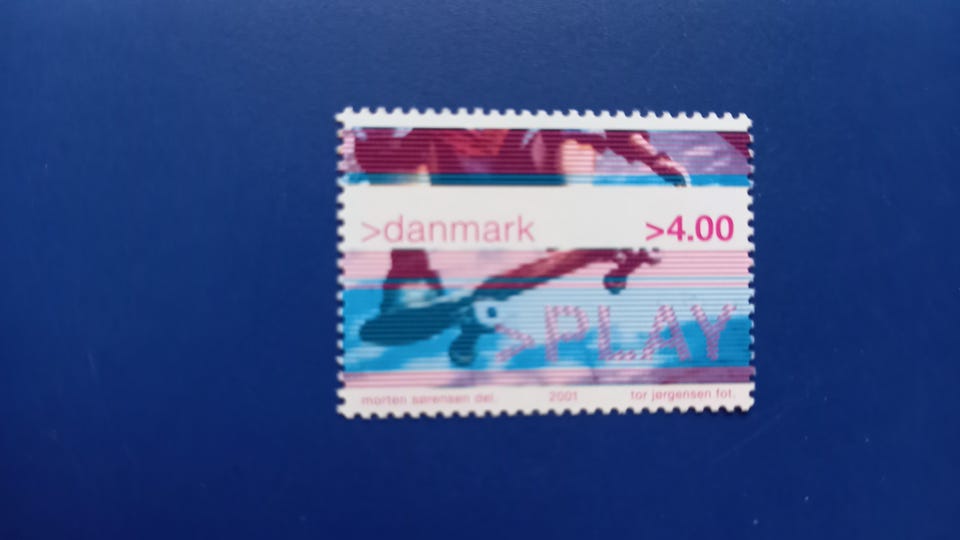 >danmark >4.00
>PLAY
morten sørensen del. 2001 tor jørgensen fot.